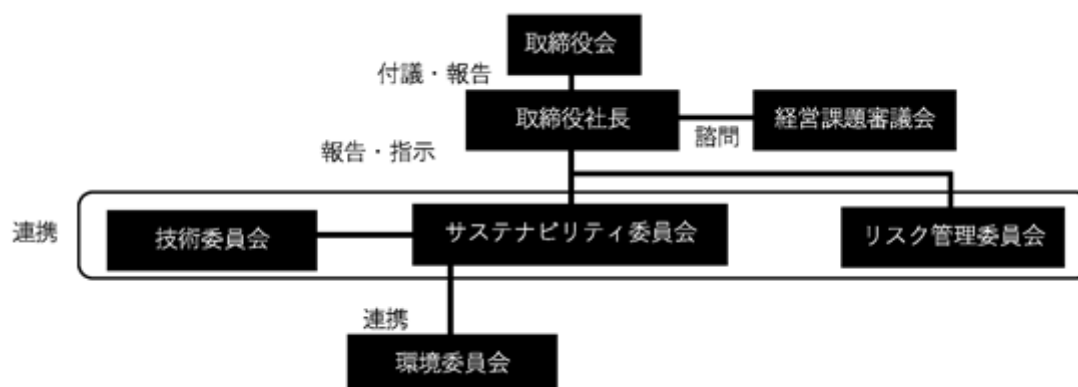 取締役会
付議・報告
取締役社長
経営課題審議会
諮問
報告・指示
連携
技術委員会
サステナビリティ委員会
リスク管理委員会
連携
環境委員会